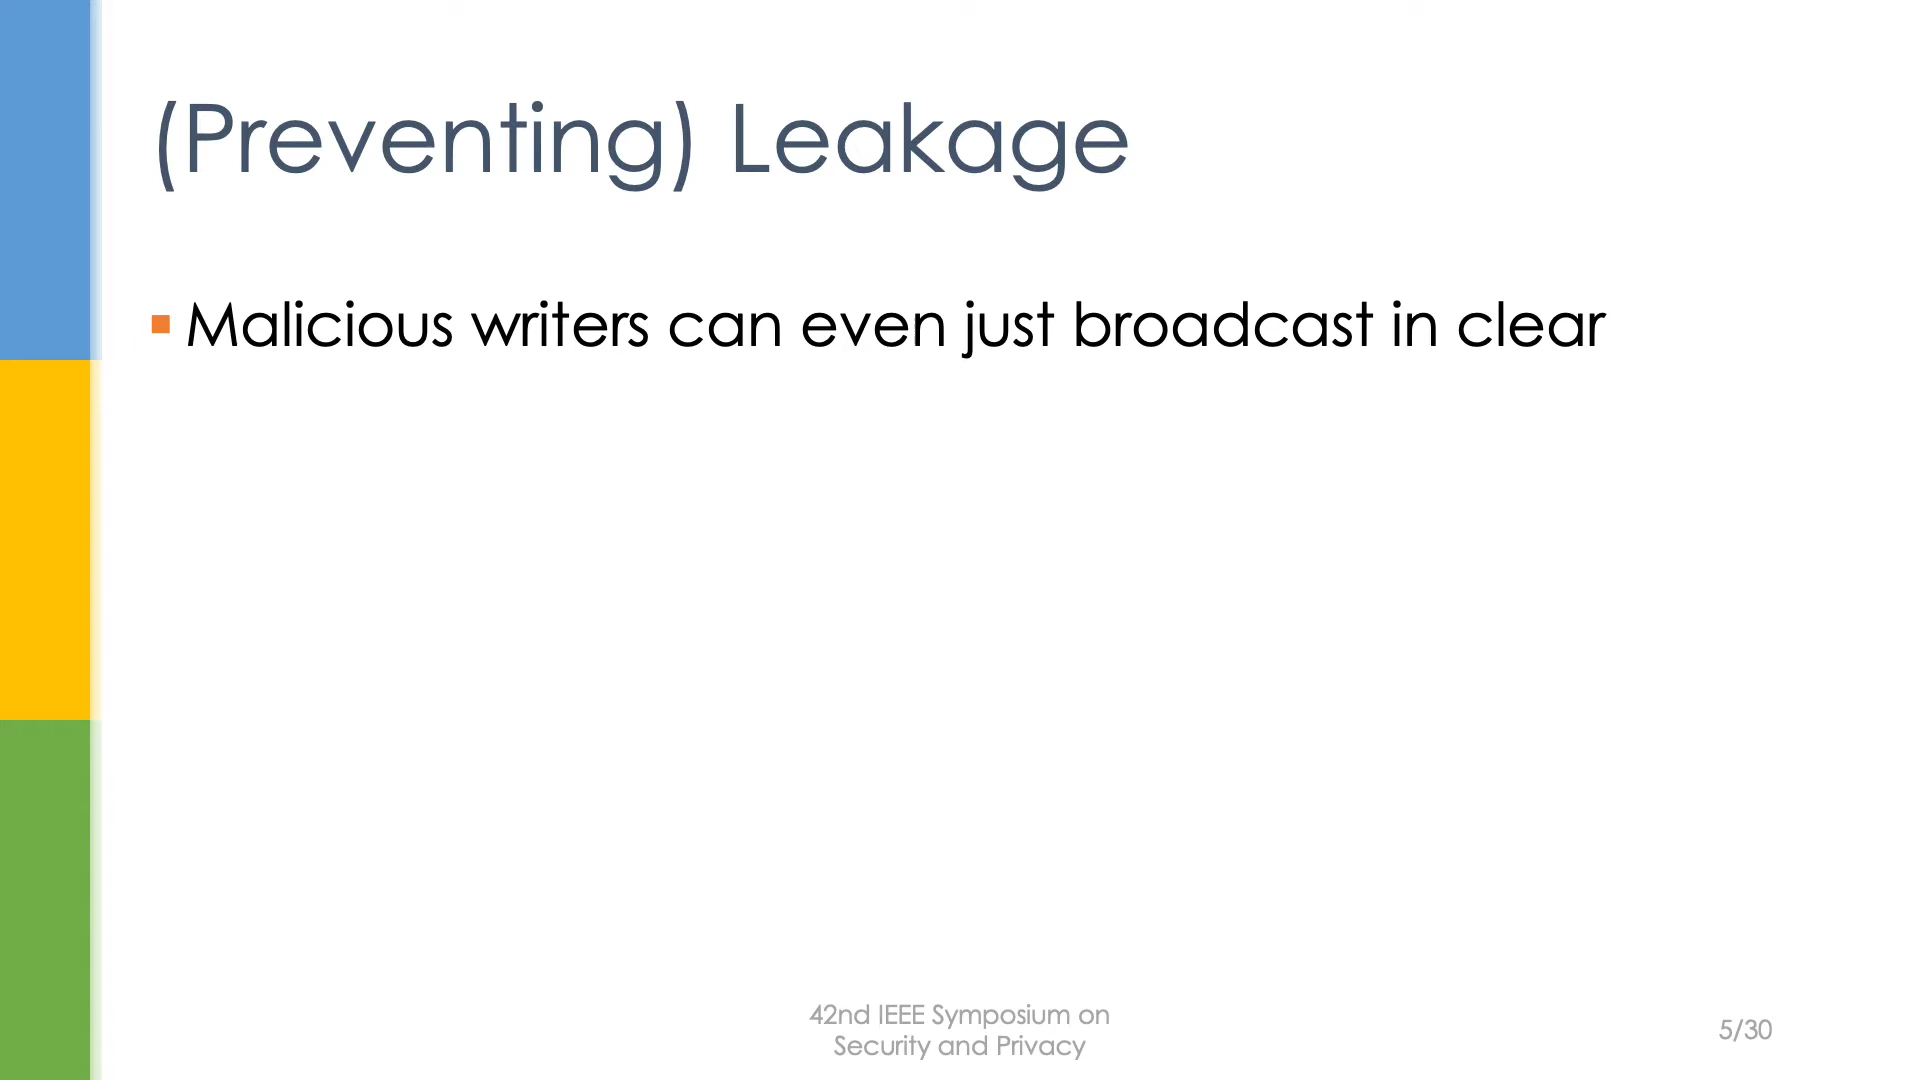 (Preventing) Leakage
Malicious writers can even just broadcast in clear
42nd IEEE Symposium on
Security and Privacy
5/30